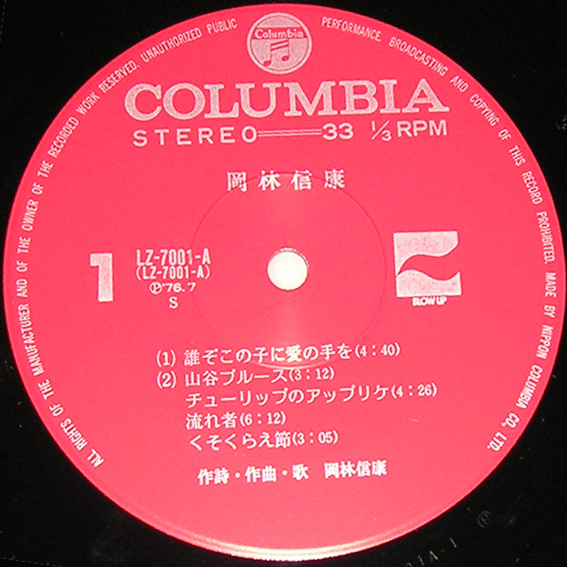 Columbia
COLUMBIA
STEREO 33 1/3 RPM
岡林信康
1
LZ-7001-A
(LZ-7001-A)
Ⓟ'76.7
S
BLOW UP
(1) 誰ぞこの子に愛の手を(4:40)
(2) 山谷ブルース(3:12)
チューリップのアップリケ(4:26)
流れ者(6:12)
くそくらえ節(3:05)
作詩・作曲・歌 岡林信康
ALL RIGHTS OF THE MANUFACTURER AND OF THE OWNER OF THE RECORDED WORK RESERVED. UNAUTHORIZED PUBLIC PERFORMANCE, BROADCASTING AND COPYING OF THIS RECORD PROHIBITED. MADE BY NIPPON COLUMBIA CO., LTD.